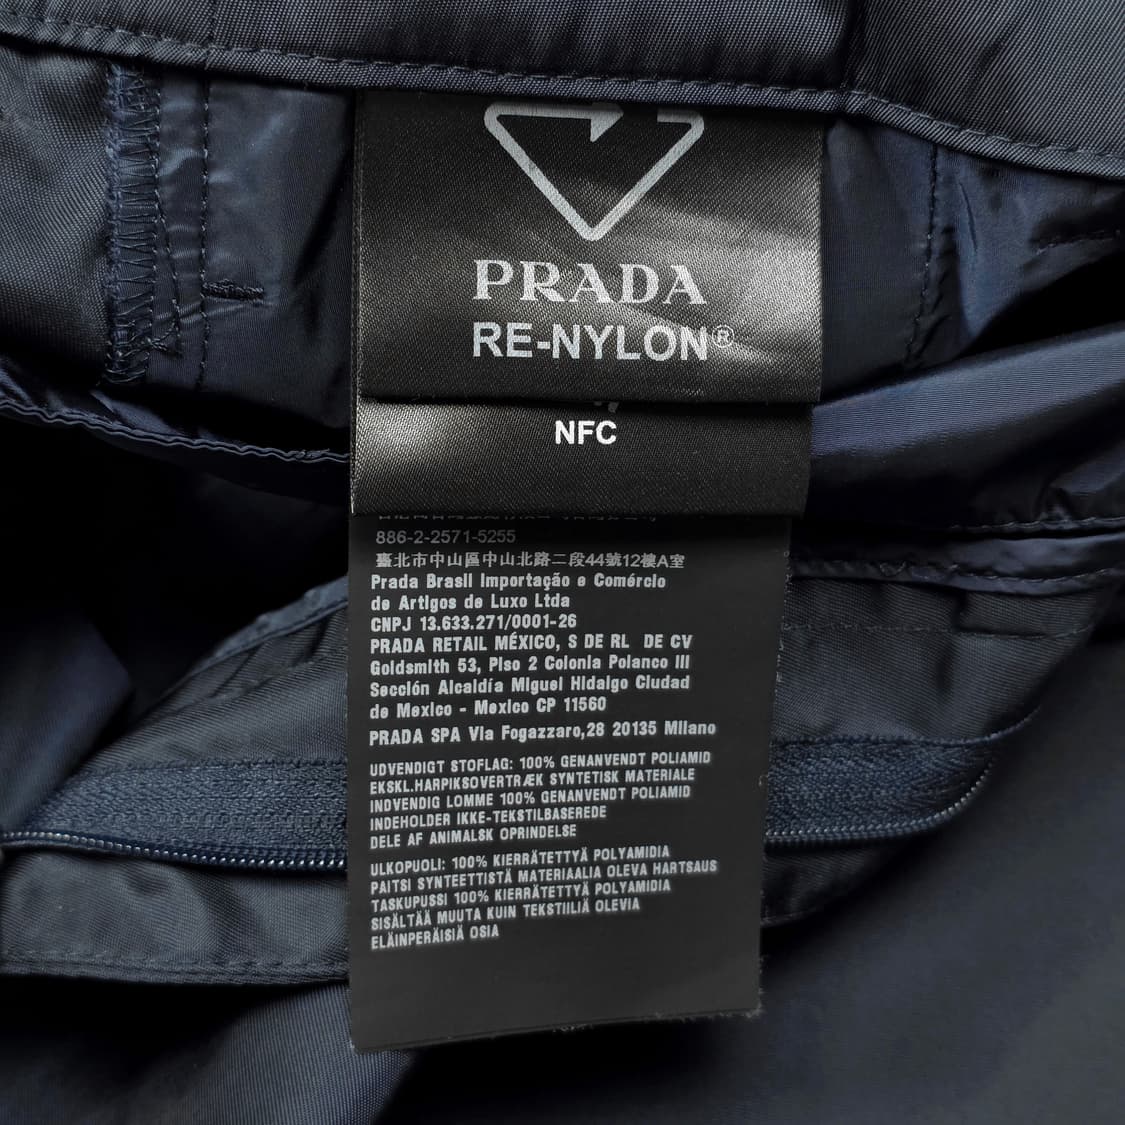 PRADA
RE-NYLON®
NFC
886-2-2571-5255
臺北市中山區中山北路二段44號12樓A室
Prada Brasil Importação e Comércio
de Artigos de Luxo Ltda
CNPJ 13.633.271/0001-26
PRADA RETAIL MÉXICO, S DE RL DE CV
Goldsmith 53, Piso 2 Colonia Polanco III
Sección Alcaldía Miguel Hidalgo Ciudad
de Mexico - Mexico CP 11560
PRADA SPA Via Fogazzaro,28 20135 Milano
UDVENDIGT STOFLAG: 100% GENANVENDT POLIAMID
EKSKL.HARPIKSOVERTRÆK SYNTETISK MATERIALE
INDVENDIG LOMME 100% GENANVENDT POLIAMID
INDEHOLDER IKKE-TEKSTILBASEREDE
DELE AF ANIMALSK OPRINDELSE
ULKOPUOLI: 100% KIERRÄTETTYÄ POLYAMIDIA
PAITSI SYNTEETTISTÄ MATERIAALIA OLEVA HARTSAUS
TASKUPUSSI 100% KIERRÄTETTYÄ POLYAMIDIA
SISÄLTÄÄ MUUTA KUIN TEKSTIILIÄ OLEVIA
ELÄINPERÄISIÄ OSIA